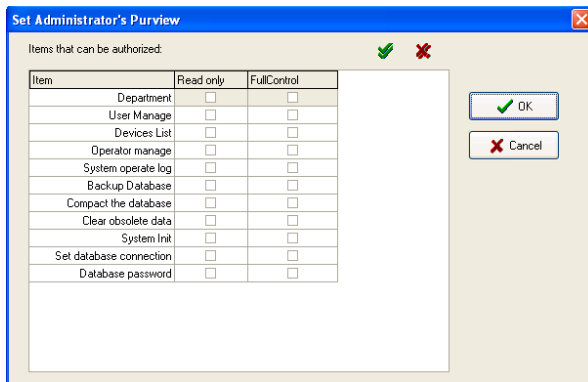 Set Administrator's Purview
Items that can be authorized:
Item Read only FullControl
Department
User Manage
Devices List
Operator manage
System operate log
Backup Database
Compact the database
Clear obsolete data
System Init
Set database connection
Database password
OK
Cancel